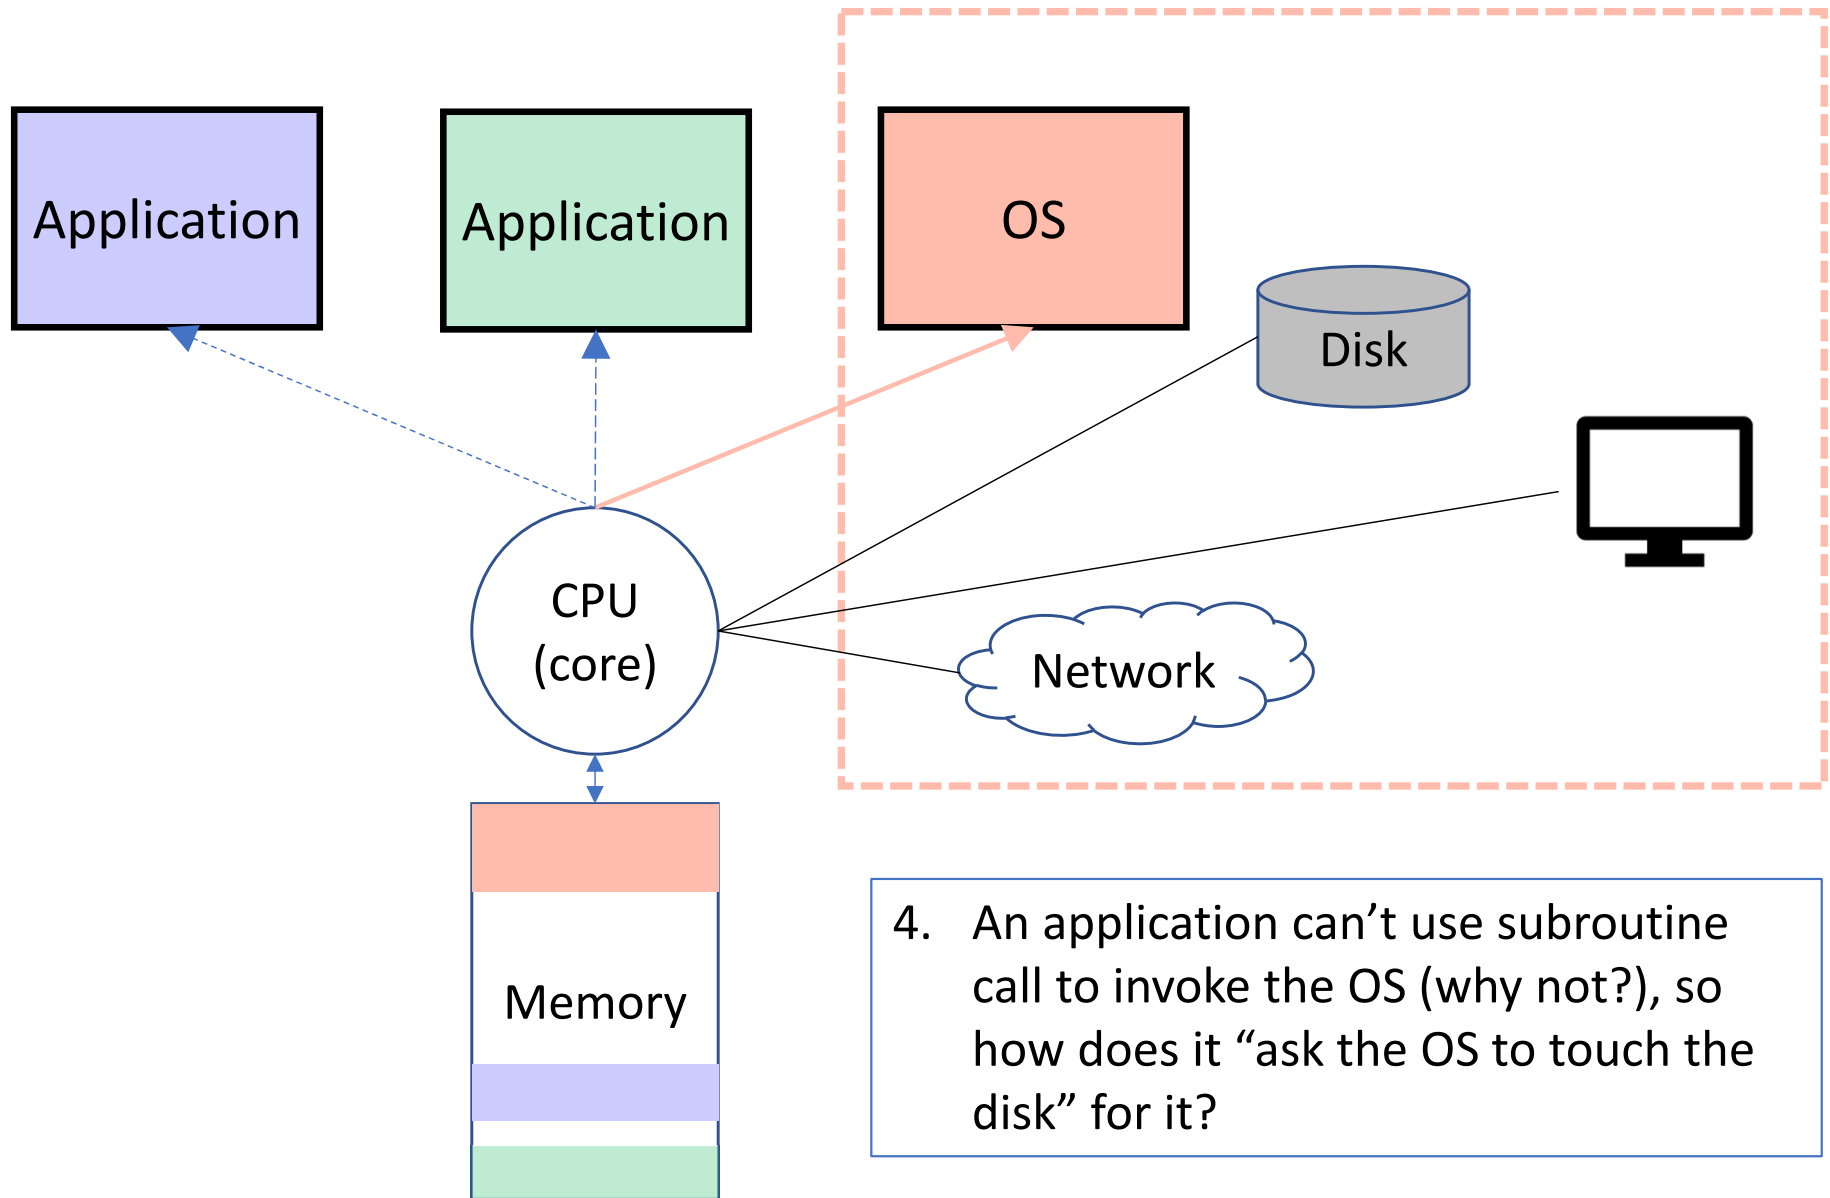 Application
Application
OS
Disk
CPU
(core)
Network
Memory
4. An application can’t use subroutine
call to invoke the OS (why not?), so
how does it “ask the OS to touch the
disk” for it?